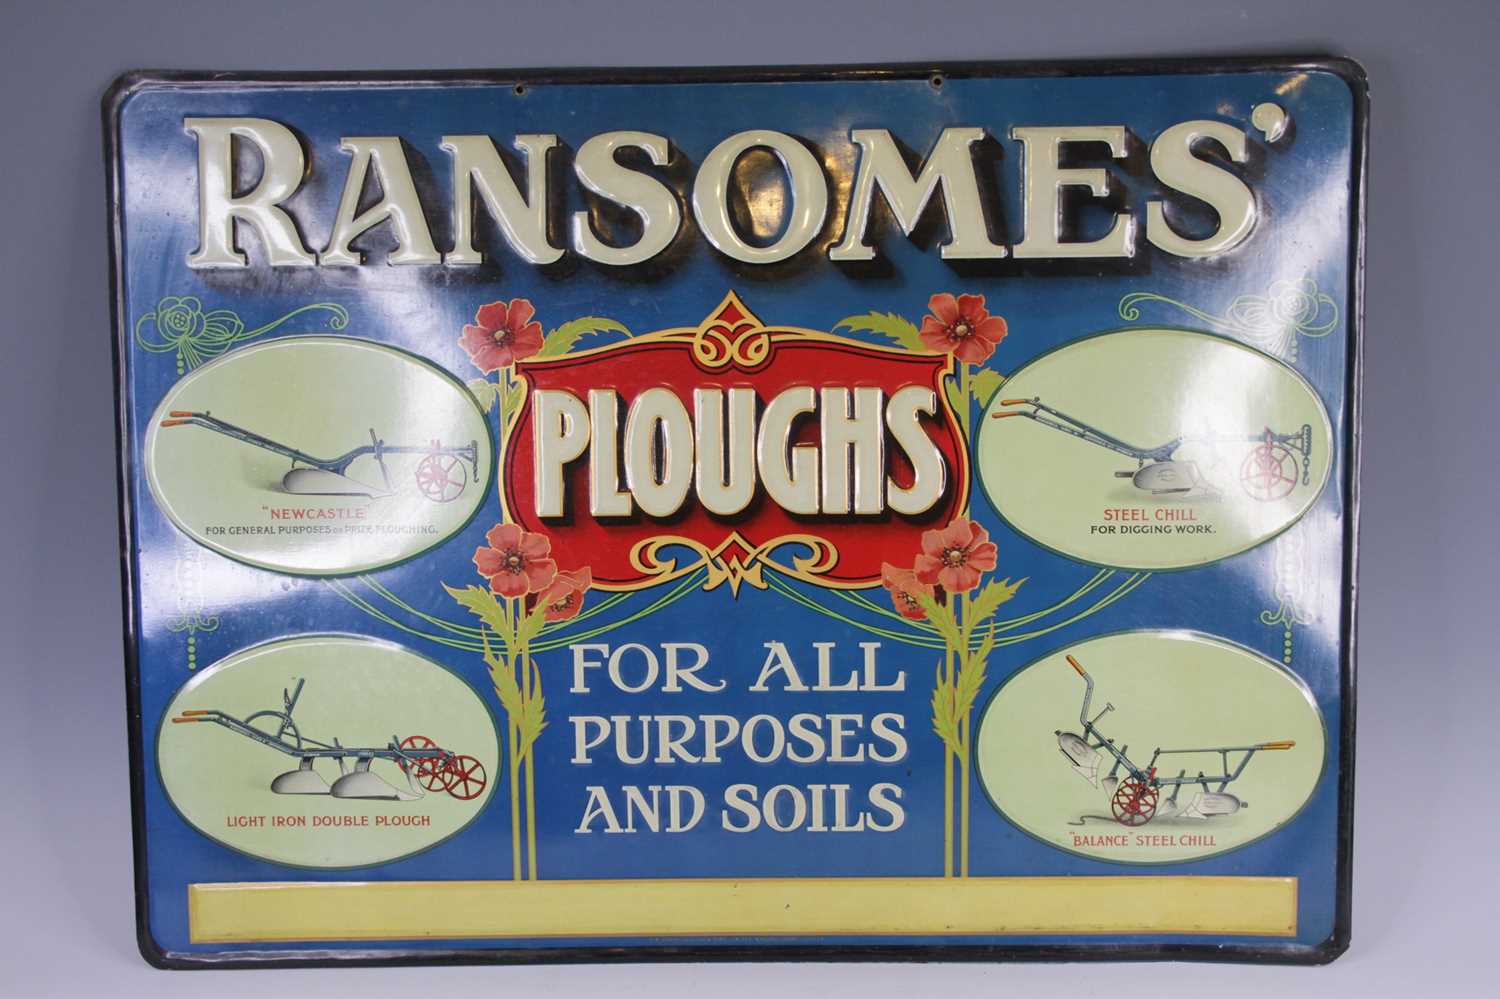 RANSOMES'
PLOUGHS
"NEWCASTLE"
FOR GENERAL PURPOSES OR PRIZE PLOUGHING.
STEEL CHILL
FOR DIGGING WORK.
FOR ALL
PURPOSES
AND SOILS
LIGHT IRON DOUBLE PLOUGH
"BALANCE" STEEL CHILL